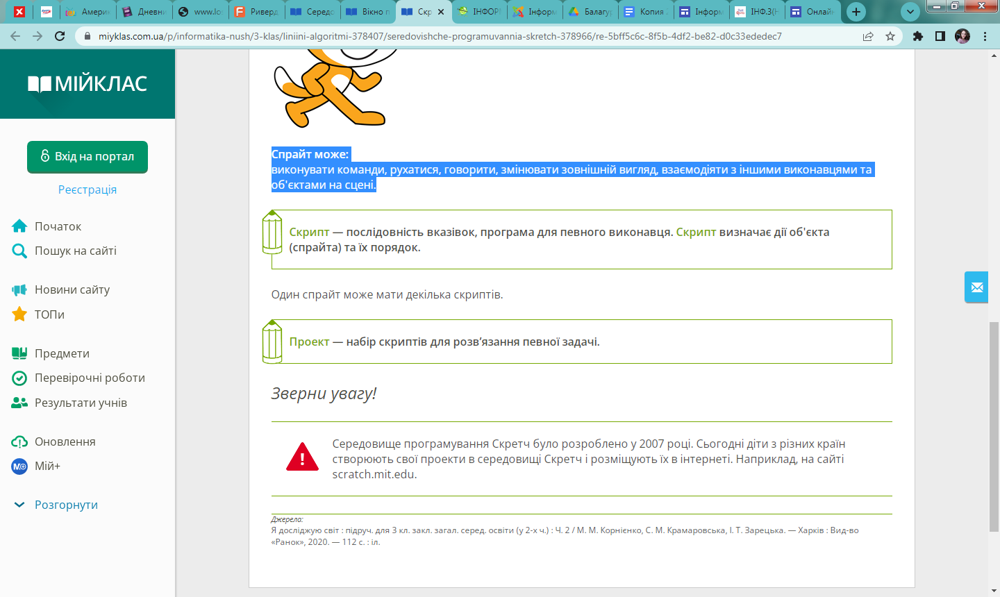 Америк
Дневни
www.lo
Риверд
Середо
Вікно п
Скр
ІНФОРГ
Інформ
Балагур
Копия
Інформ
ІНФ.3(Н
Онлайн
miyklas.com.ua/p/informatika-nush/3-klas/liniini-algoritmi-378407/seredovishche-programuvannia-skretch-378966/re-5bff5c6c-8f5b-4df2-be82-d0c33ededec7
МІЙКЛАС
Вхід на портал
Реєстрація
Початок
Пошук на сайті
Новини сайту
ТОПи
Предмети
Перевірочні роботи
Результати учнів
Оновлення
Мій+
Розгорнути
Спрайт може:
виконувати команди, рухатися, говорити, змінювати зовнішній вигляд, взаємодіяти з іншими виконавцями та
об'єктами на сцені.
Скрипт — послідовність вказівок, програма для певного виконавця. Скрипт визначає дії об'єкта
(спрайта) та їх порядок.
Один спрайт може мати декілька скриптів.
Проект — набір скриптів для розв’язання певної задачі.
Зверни увагу!
Середовище програмування Скретч було розроблено у 2007 році. Сьогодні діти з різних країн
створюють свої проекти в середовищі Скретч і розміщують їх в інтернеті. Наприклад, на сайті
scratch.mit.edu.
Джерела:
Я досліджую світ : підруч. для 3 кл. закл. загал. серед. освіти (у 2-х ч.) : Ч. 2 / М. М. Корнієнко, С. М. Крамаровська, І. Т. Зарецька. — Харків : Вид-во
«Ранок», 2020. — 112 с. : іл.